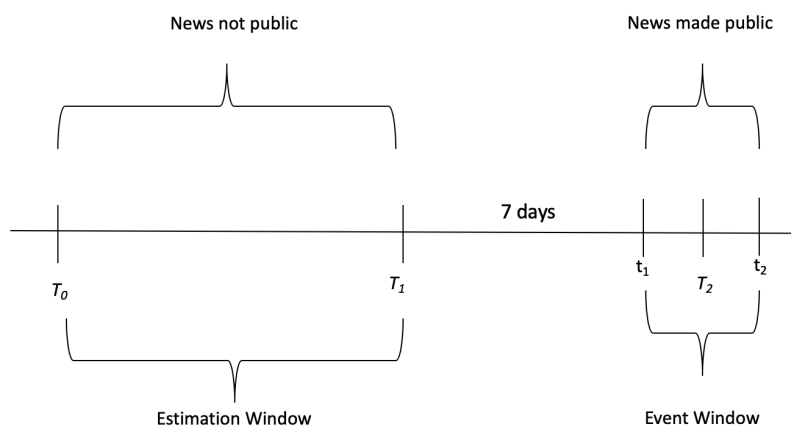 News not public
News made public
7 days
T₀
T₁
t₁
T₂
t₂
Estimation Window
Event Window